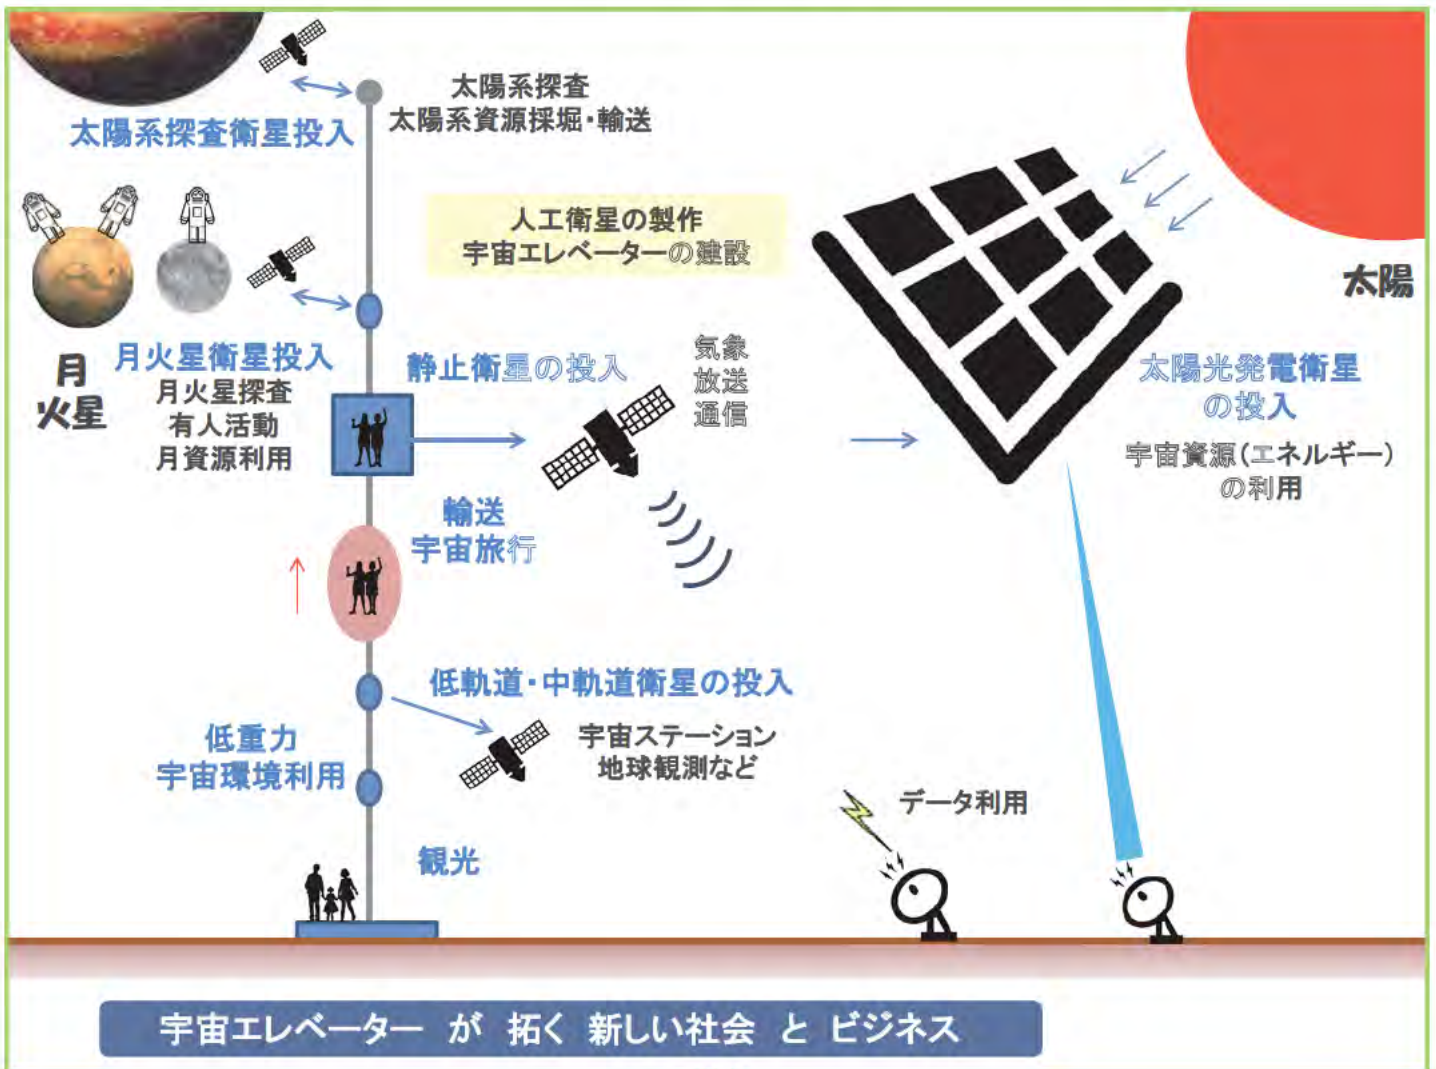 太陽系探査
太陽系資源採掘・輸送
太陽系探査衛星投入
人工衛星の製作
宇宙エレベーターの建設
太陽
月
火星
月火星衛星投入
月火星探査
有人活動
月資源利用
静止衛星の投入
気象
放送
通信
太陽光発電衛星
の投入
宇宙資源(エネルギー)
の利用
輸送
宇宙旅行
低軌道・中軌道衛星の投入
宇宙ステーション
地球観測など
低重力
宇宙環境利用
データ利用
観光
宇宙エレベーター が 拓く 新しい社会 と ビジネス